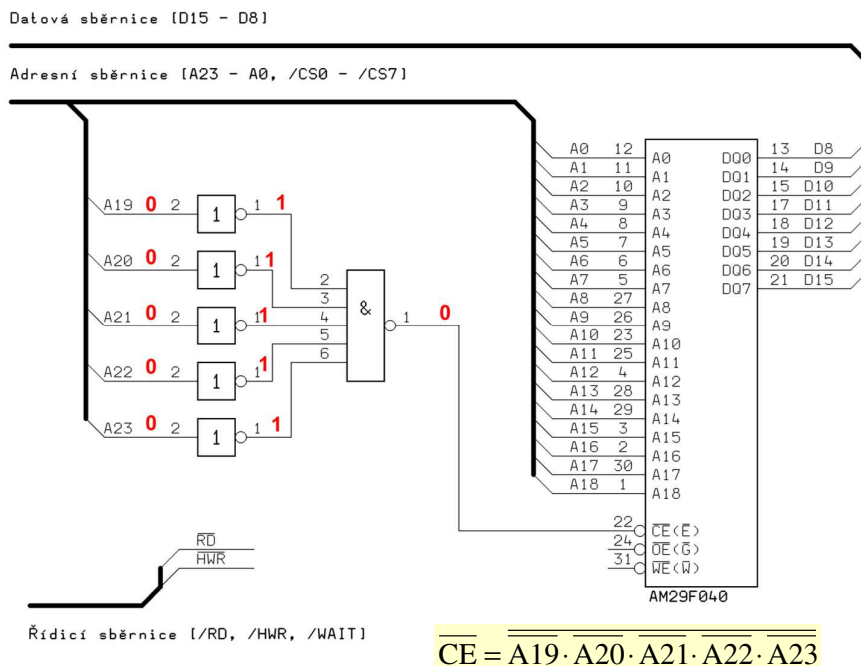 Datová sběrnice [D15 - D8]
Adresní sběrnice [A23 - A0, /CS0 - /CS7]
A0 12 A0 DQ0 13 D8
A1 11 A1 DQ1 14 D9
A2 10 A2 DQ2 15 D10
A3 9 A3 DQ3 17 D11
A4 8 A4 DQ4 18 D12
A5 7 A5 DQ5 19 D13
A6 6 A6 DQ6 20 D14
A7 5 A7 DQ7 21 D15
A8 27 A8
A9 26 A9
A10 23 A10
A11 25 A11
A12 4 A12
A13 28 A13
A14 29 A14
A15 3 A15
A16 2 A16
A17 30 A17
A18 1 A18
22 C̅E̅(E̅)
24 O̅E̅(G̅)
31 W̅E̅(W̅)
AM29F040
A19 0 2 1 1 1
A20 0 2 1 1 1
A21 0 2 1 1 1
A22 0 2 1 1 1
A23 0 2 1 1 1
2
3
4
5
6
& 1 0
R̅D̅
H̅W̅R̅
Řídicí sběrnice [/RD, /HWR, /WAIT]
C̅E̅ = \overline{\overline{A19} · \overline{A20} · \overline{A21} · \overline{A22} · \overline{A23}}